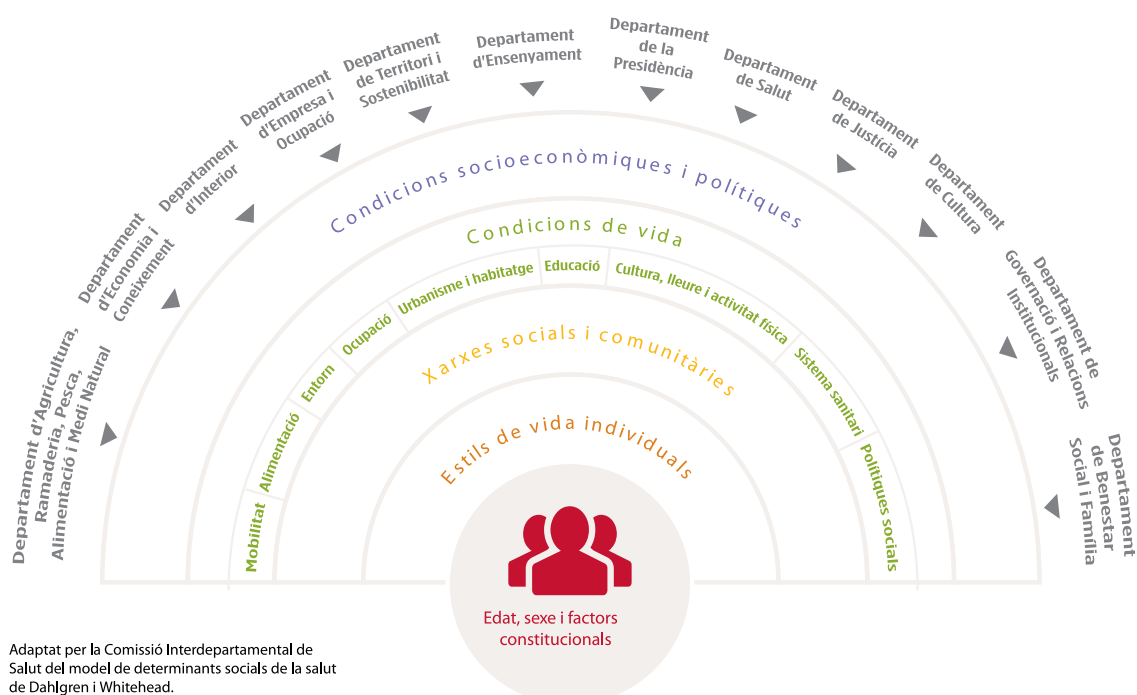 Departament d'Agricultura,
Ramaderia, Pesca,
Alimentació i Medi Natural
Departament
d'Economia i
Coneixement
Departament
d'Interior
Departament
d'Empresa i
Ocupació
Departament
de Territori i
Sostenibilitat
Departament
d'Ensenyament
Departament
de la
Presidència
Departament
de Salut
Departament
de Justícia
Departament
de Cultura
Departament de
Governació i Relacions
Institucionals
Departament
de Benestar
Social i Família
Condicions socioeconòmiques i polítiques
Condicions de vida
Mobilitat
Alimentació
Entorn
Ocupació
Urbanisme i habitatge
Educació
Cultura, lleure i activitat física
Sistema sanitari
Polítiques socials
Xarxes socials i comunitàries
Estils de vida individuals
Edat, sexe i factors
constitucionals
Adaptat per la Comissió Interdepartamental de
Salut del model de determinants socials de la salut
de Dahlgren i Whitehead.